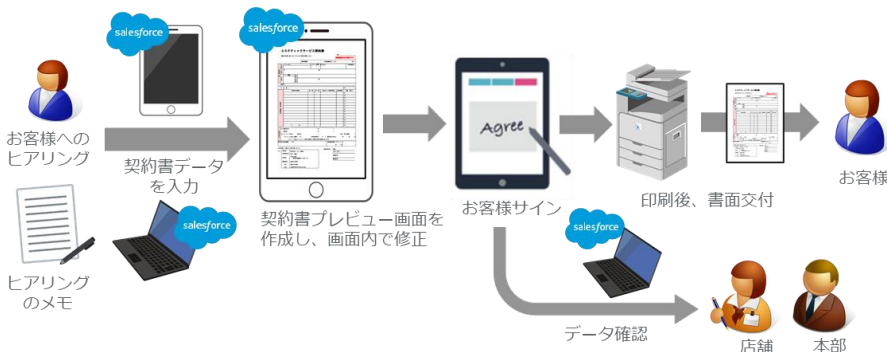 salesforce
salesforce
お客様への
ヒアリング
契約書データ
を入力
Agree
お客様サイン
契約書プレビュー画面を
作成し、画面内で修正
印刷後、書面交付
お客様
ヒアリング
のメモ
salesforce
salesforce
データ確認
店舗
本部